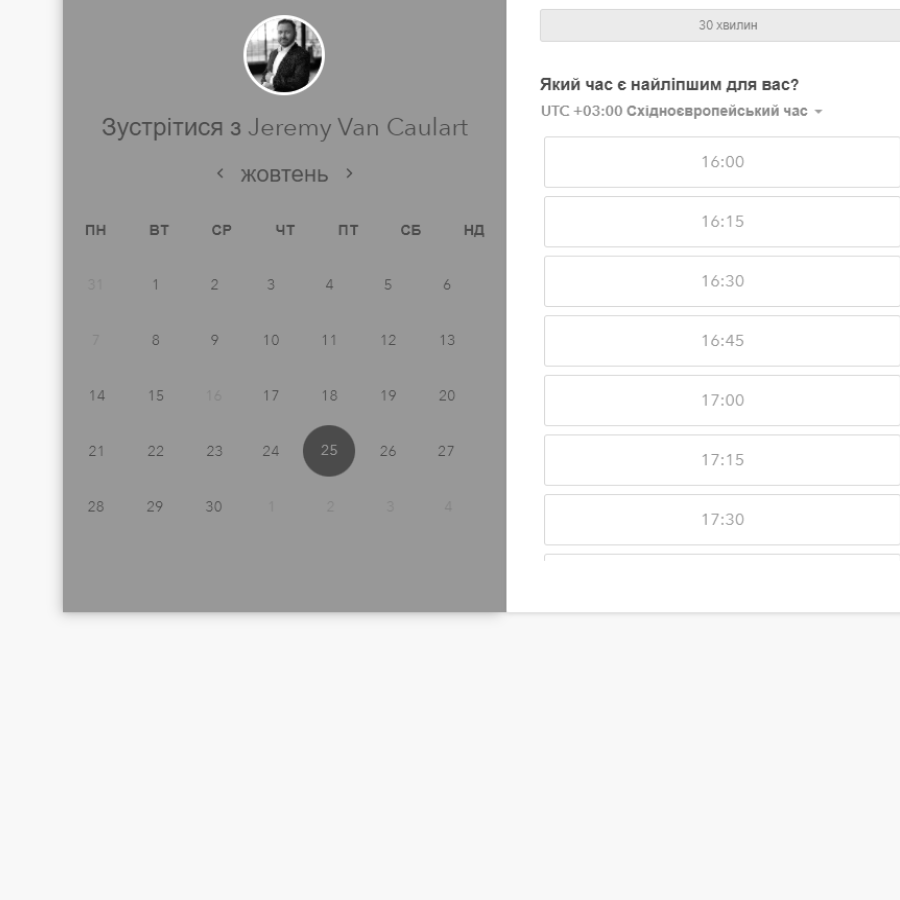 Зустрітися з Jeremy Van Caulart
жовтень
ПН ВТ СР ЧТ ПТ СБ НД
31 1 2 3 4 5 6
7 8 9 10 11 12 13
14 15 16 17 18 19 20
21 22 23 24 25 26 27
28 29 30 1 2 3 4
30 хвилин
Який час є найліпшим для вас?
UTC +03:00 Східноєвропейський час
16:00
16:15
16:30
16:45
17:00
17:15
17:30